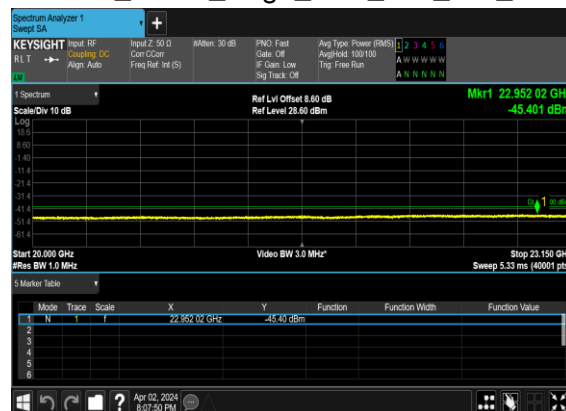 Spectrum Analyzer 1
Swept SA
KEYSIGHT
RLT
Input: RF
Coupling: DC
Align: Auto
Input Z: 50 Ω
Corr CCorr
Freq Ref: Int (S)
#Atten: 30 dB
PNO: Fast
Gate: Off
IF Gain: Low
Sig Track: Off
Avg Type: Power (RMS)
Avg|Hold: 100/100
Trig: Free Run
1 2 3 4 5 6
A W W W W W
A N N N N N
1 Spectrum
Scale/Div 10 dB
Ref Lvl Offset 8.60 dB
Ref Level 28.60 dBm
Mkr1 22.952 02 GH
-45.401 dBr
Log
18.6
8.60
-1.40
-11.4
-21.4
-31.4
-41.4
-51.4
-61.4
1
Start 20.000 GHz
#Res BW 1.0 MHz
Video BW 3.0 MHz*
Stop 23.150 GH
Sweep 5.33 ms (40001 pts
5 Marker Table
Mode Trace Scale X Y Function Function Width Function Value
1 N 1 f 22.952 02 GHz -45.40 dBm
2
3
4
5
6
?
Apr 02, 2024
8:07:50 PM